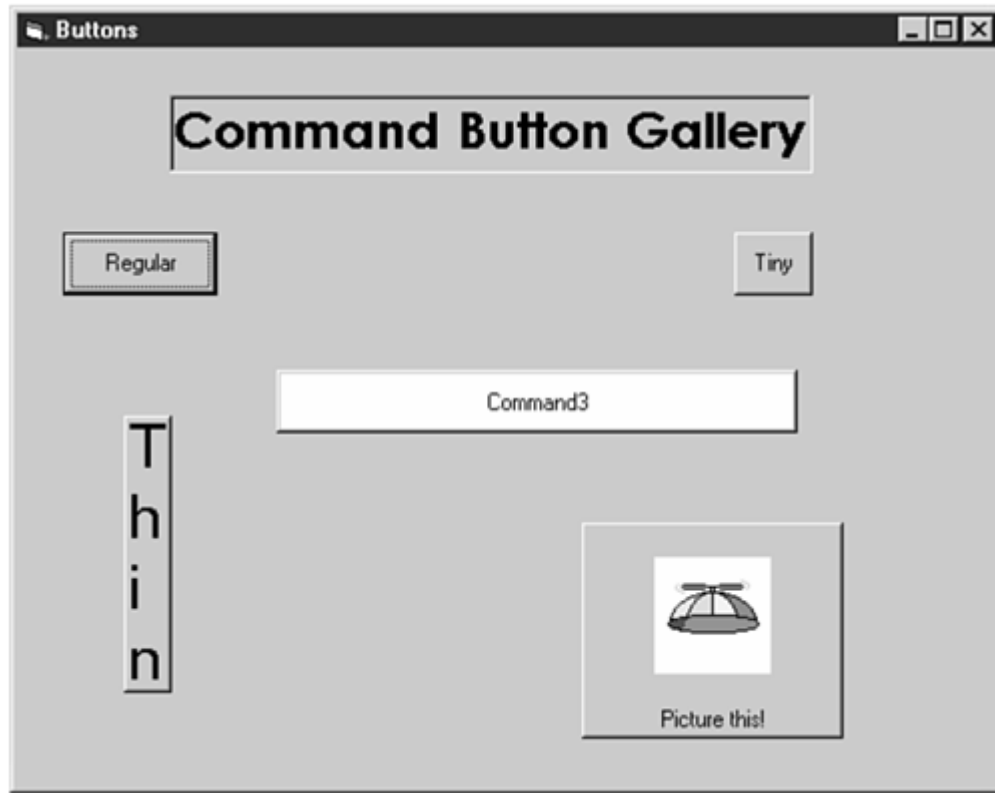 Buttons
Command Button Gallery
Regular
Tiny
Command3
T
h
i
n
Picture this!